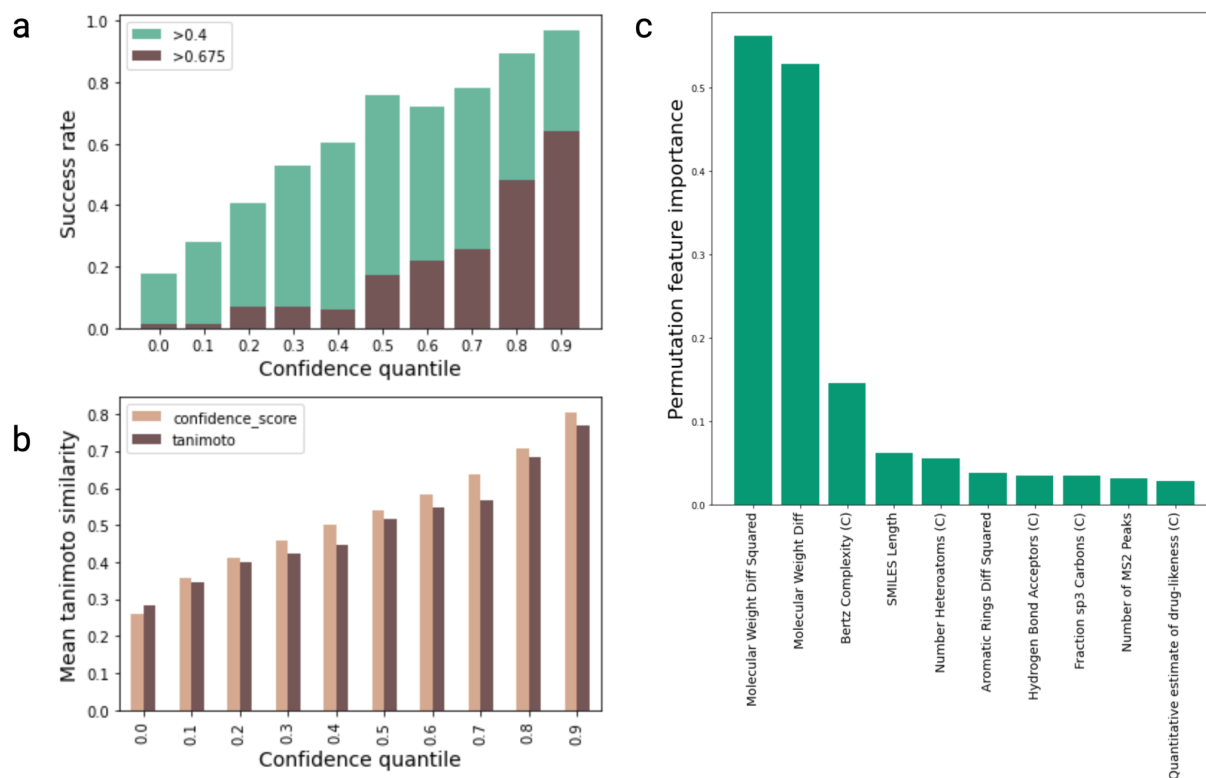 a
>0.4
>0.675
Success rate
1.0
0.8
0.6
0.4
0.2
0.0
0.0 0.1 0.2 0.3 0.4 0.5 0.6 0.7 0.8 0.9
Confidence quantile
b
confidence_score
tanimoto
Mean tanimoto similarity
0.8
0.7
0.6
0.5
0.4
0.3
0.2
0.1
0.0
0.0 0.1 0.2 0.3 0.4 0.5 0.6 0.7 0.8 0.9
Confidence quantile
c
Permutation feature importance
0.5
0.4
0.3
0.2
0.1
0.0
Molecular Weight Diff Squared
Molecular Weight Diff
Bertz Complexity (C)
SMILES Length
Number Heteroatoms (C)
Aromatic Rings Diff Squared
Hydrogen Bond Acceptors (C)
Fraction sp3 Carbons (C)
Number of MS2 Peaks
Quantitative estimate of drug-likeness (C)